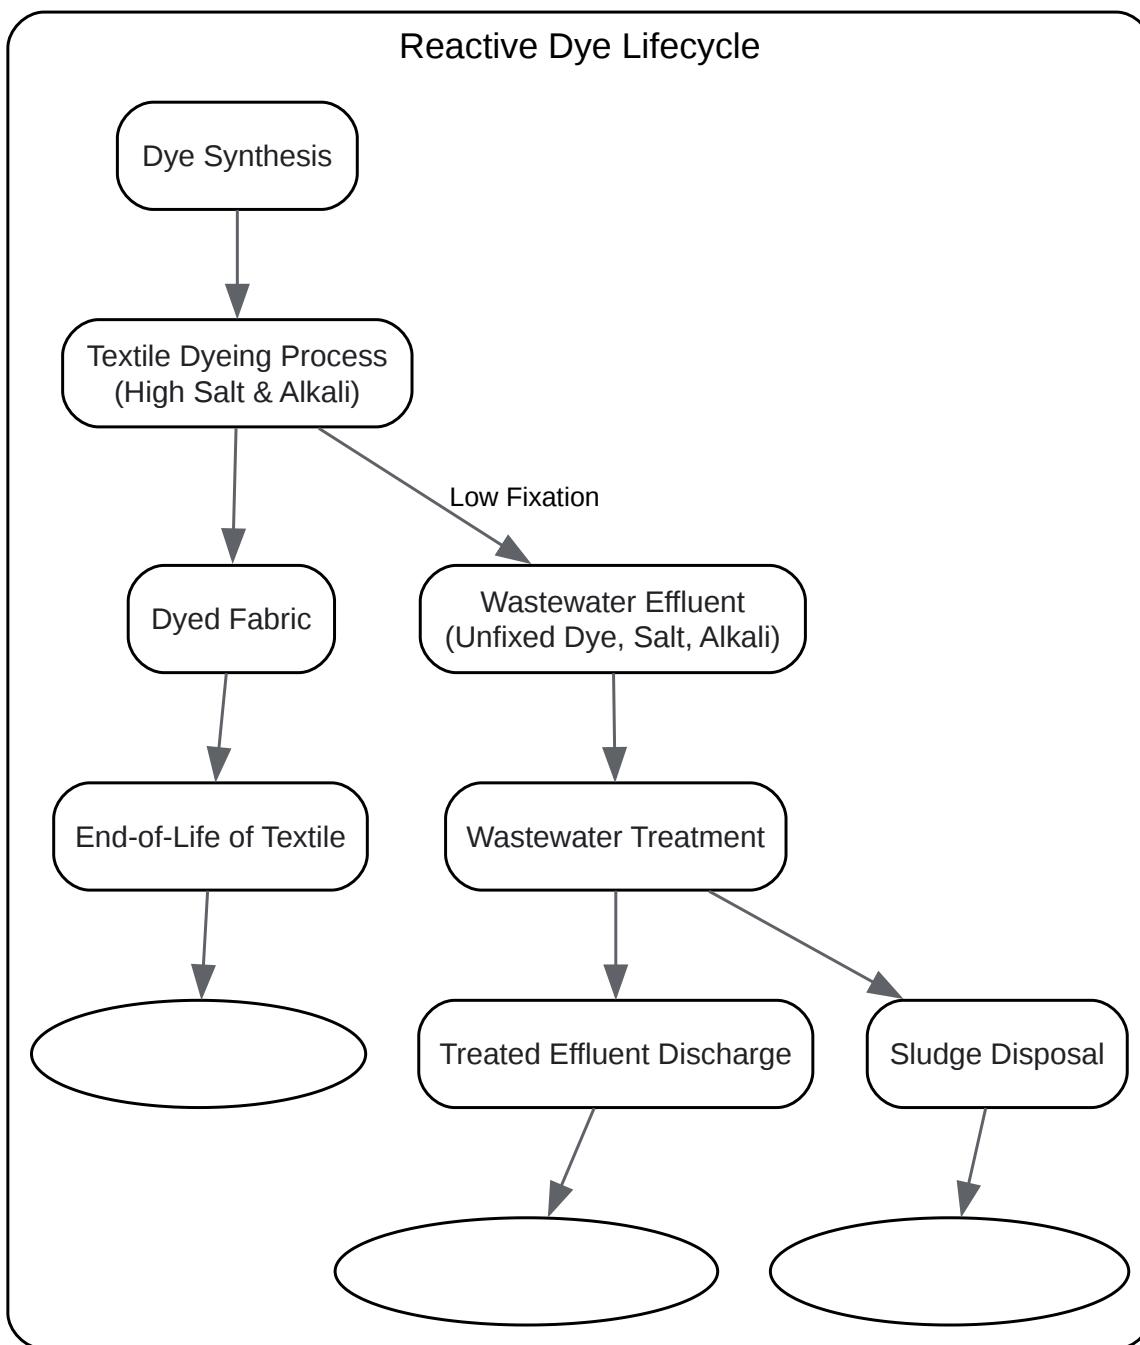 Reactive Dye Lifecycle
Dye Synthesis
Textile Dyeing Process
(High Salt & Alkali)
Low Fixation
Dyed Fabric
Wastewater Effluent
(Unfixed Dye, Salt, Alkali)
End-of-Life of Textile
Wastewater Treatment
Treated Effluent Discharge
Sludge Disposal